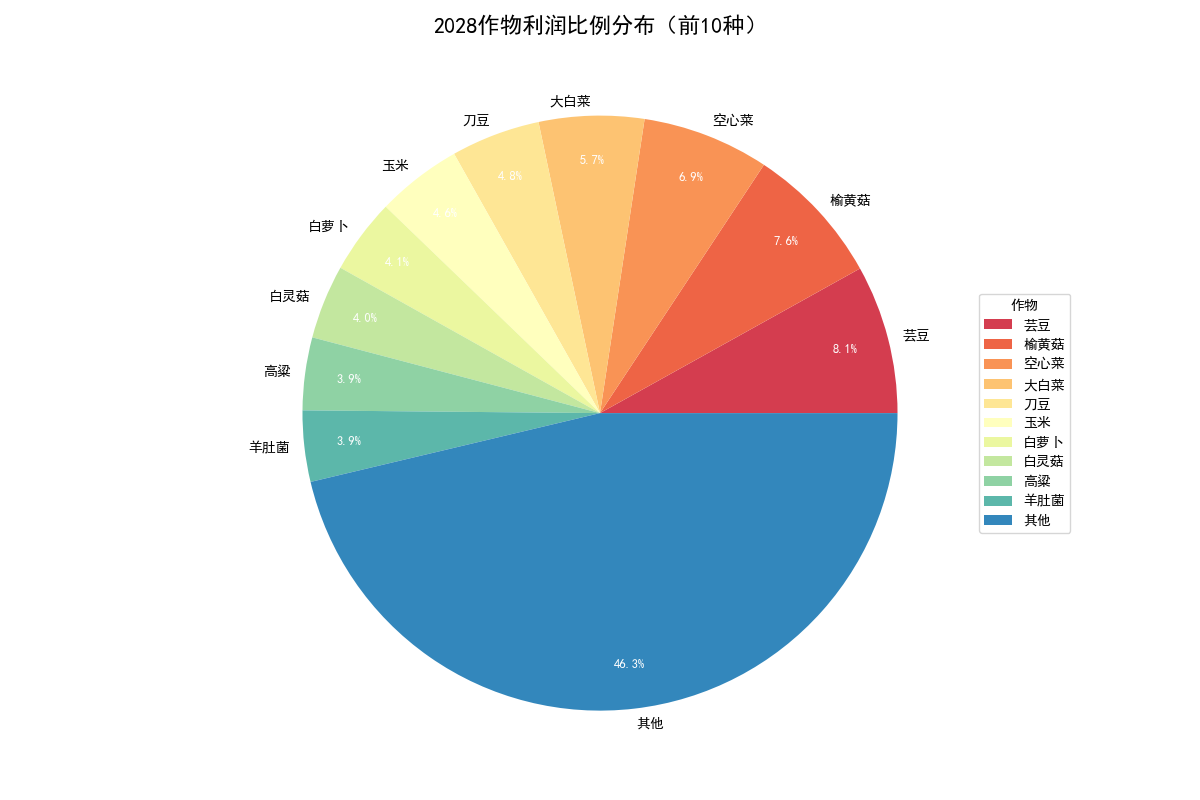 2028作物利润比例分布（前10种）
大白菜
刀豆
空心菜
5.7%
玉米
4.8%
6.9%
榆黄菇
白萝卜
7.6%
4.1%
白灵菇
4.0%
芸豆
8.1%
高粱
3.9%
羊肚菌
3.9%
46.3%
其他
作物
芸豆
榆黄菇
空心菜
大白菜
刀豆
玉米
白萝卜
白灵菇
高粱
羊肚菌
其他